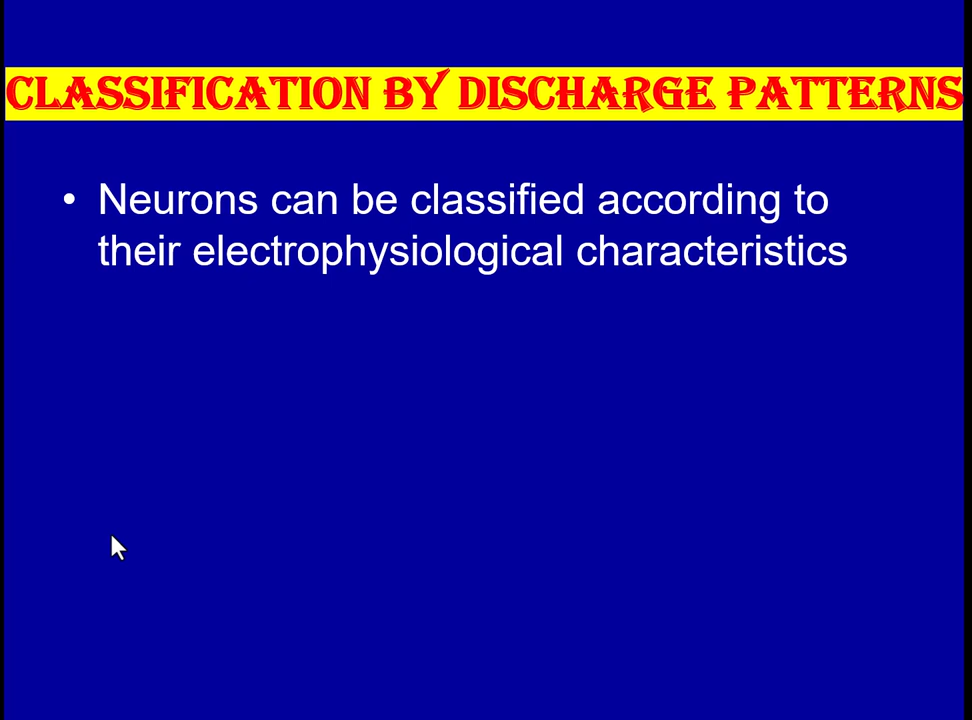 CLASSIFICATION BY DISCHARGE PATTERNS
• Neurons can be classified according to
their electrophysiological characteristics